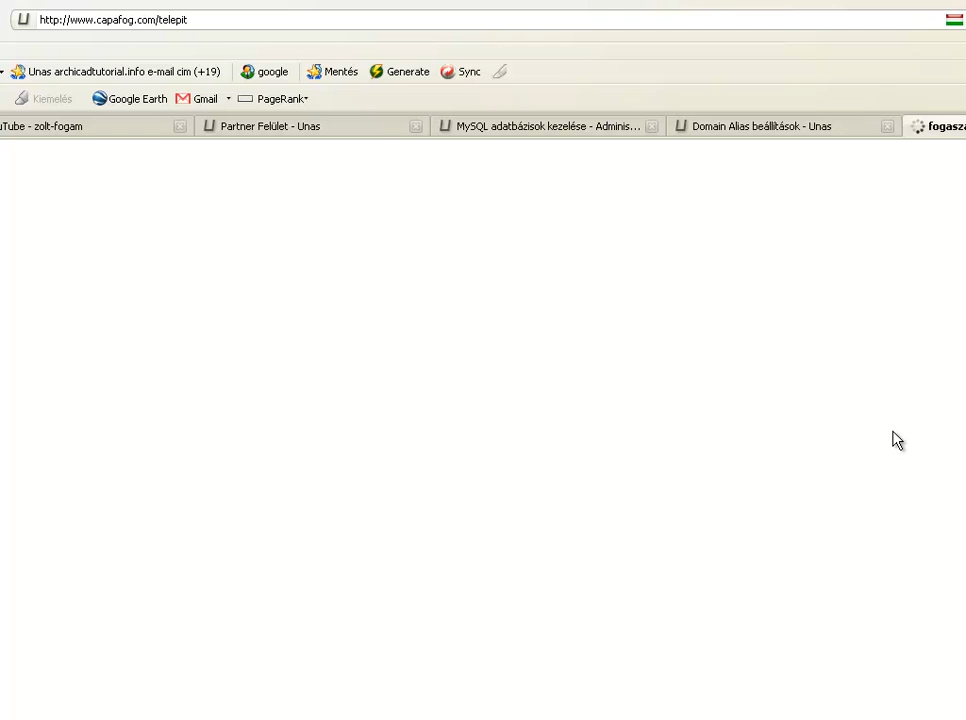 http://www.capafog.com/telepit
Unas archicadtutorial.info e-mail cim (+19) google Mentés Generate Sync
Kiemelés Google Earth Gmail PageRank
uTube - zolt-fogam Partner Felület - Unas MySQL adatbázisok kezelése - Adminis... Domain Alias beállítások - Unas fogasza